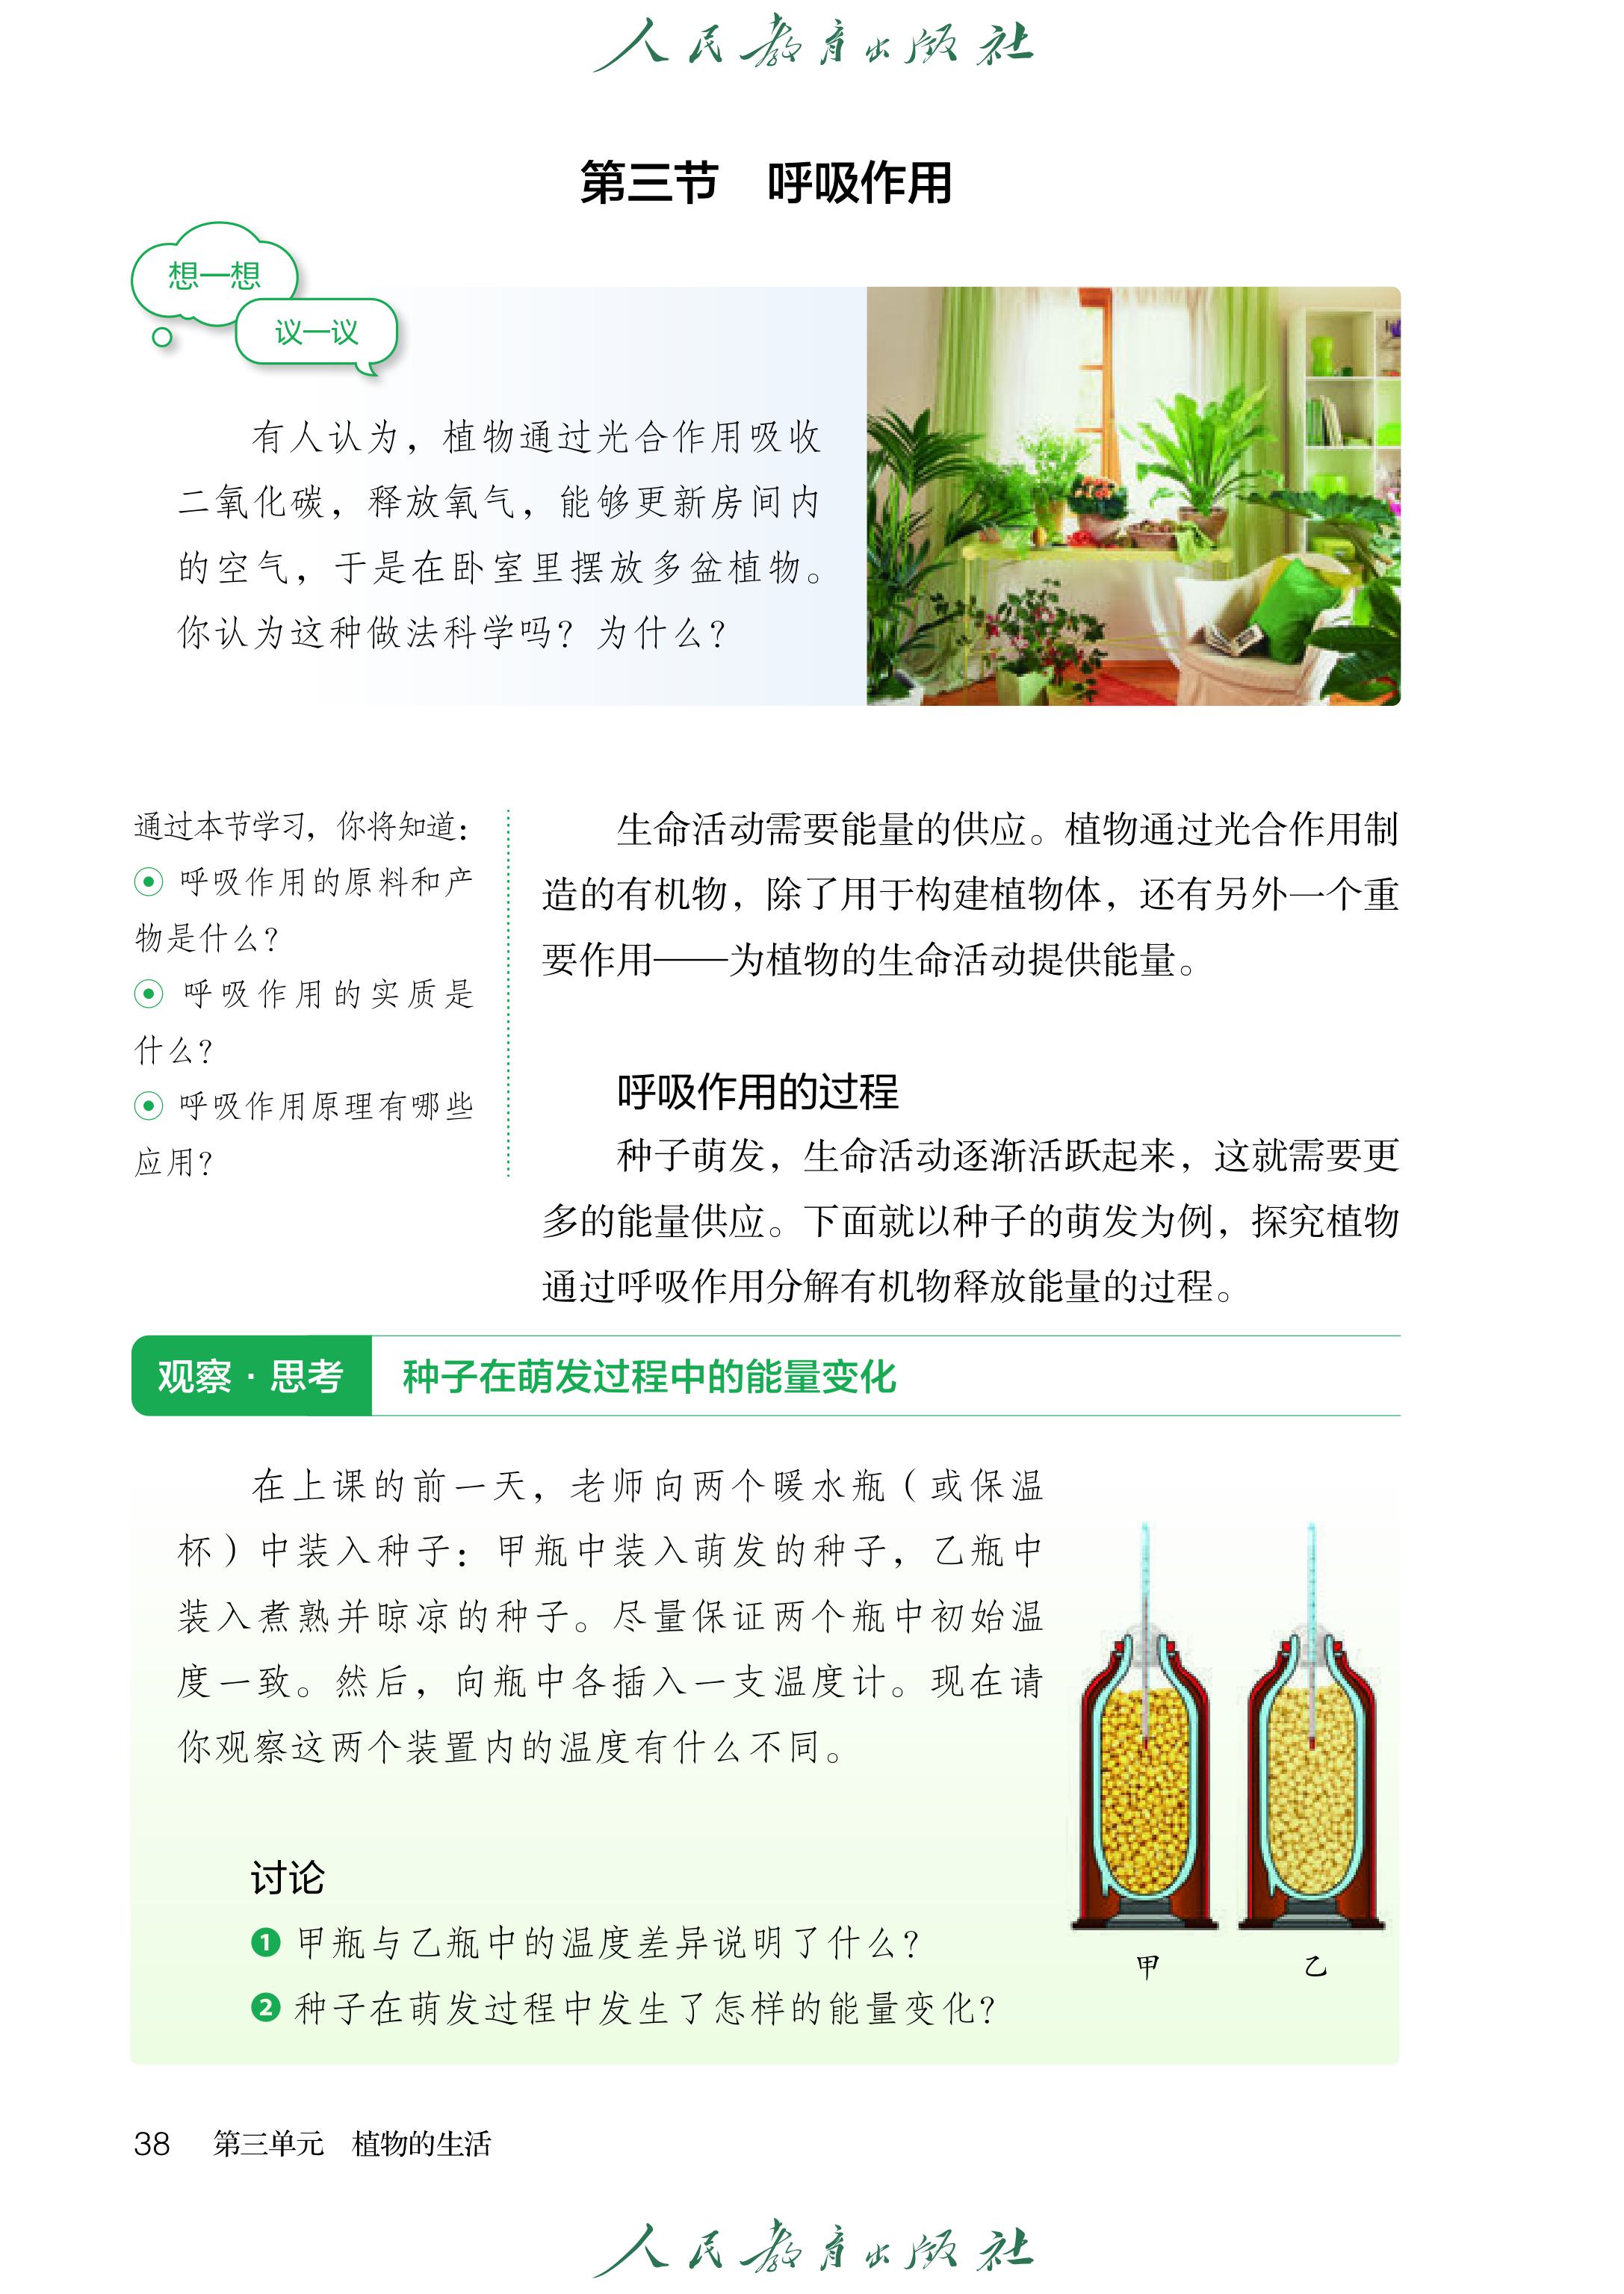 人民教育出版社
第三节 呼吸作用
想一想
议一议
有人认为，植物通过光合作用吸收
二氧化碳，释放氧气，能够更新房间内
的空气，于是在卧室里摆放多盆植物。
你认为这种做法科学吗？为什么？
通过本节学习，你将知道：
呼吸作用的原料和产
物是什么？
呼吸作用的实质是
什么？
呼吸作用原理有哪些
应用？
生命活动需要能量的供应。植物通过光合作用制
造的有机物，除了用于构建植物体，还有另外一个重
要作用——为植物的生命活动提供能量。
呼吸作用的过程
种子萌发，生命活动逐渐活跃起来，这就需要更
多的能量供应。下面就以种子的萌发为例，探究植物
通过呼吸作用分解有机物释放能量的过程。
观察·思考 种子在萌发过程中的能量变化
在上课的前一天，老师向两个暖水瓶（或保温
杯）中装入种子：甲瓶中装入萌发的种子，乙瓶中
装入煮熟并晾凉的种子。尽量保证两个瓶中初始温
度一致。然后，向瓶中各插入一支温度计。现在请
你观察这两个装置内的温度有什么不同。
讨论
1 甲瓶与乙瓶中的温度差异说明了什么？
2 种子在萌发过程中发生了怎样的能量变化？
甲 乙
38 第三单元 植物的生活
人民教育出版社